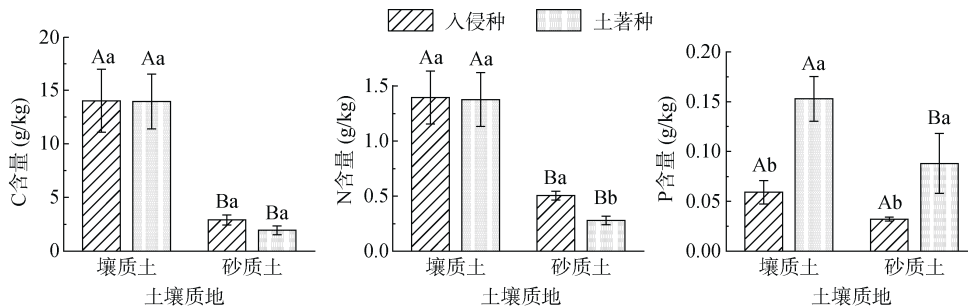 入侵种 土著种
C含量 (g/kg)
20
15
10
5
0
Aa Aa
Ba Ba
壤质土 砂质土
土壤质地
N含量 (g/kg)
1.5
1.0
0.5
0.0
Aa Aa
Ba Bb
壤质土 砂质土
土壤质地
P含量 (g/kg)
0.20
0.15
0.10
0.05
0.00
Ab Aa
Ab Ba
壤质土 砂质土
土壤质地